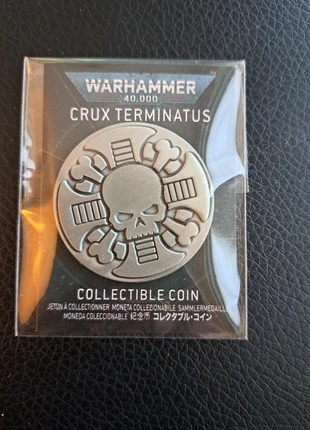 WARHAMMER
40,000
CRUX TERMINATUS
COLLECTIBLE COIN
JETON À COLLECTIONNER MONETA COLLEZIONABILE SAMMLERMEDAILLE
MONEDA COLECCIONABLE 纪念币 コレクタブル・コイン